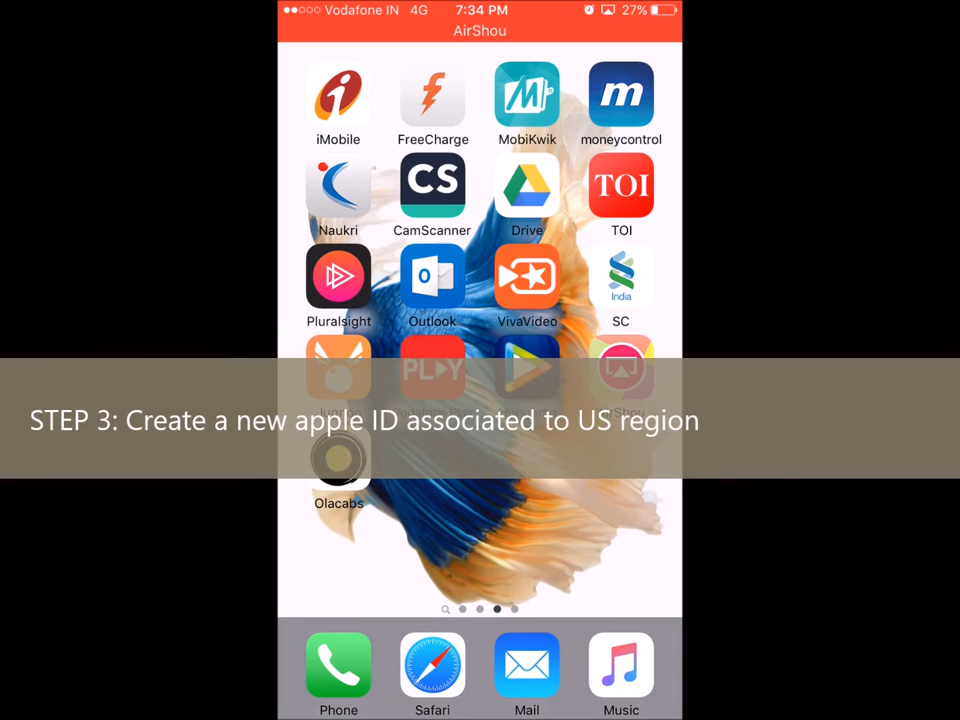 Vodafone IN 4G 7:34 PM 27%
AirShou
iMobile FreeCharge MobiKwik moneycontrol
CS TOI
Naukri CamScanner Drive TOI
India
Pluralsight Outlook VivaVideo SC
PLAY
STEP 3: Create a new apple ID associated to US region
Olacabs
Phone Safari Mail Music